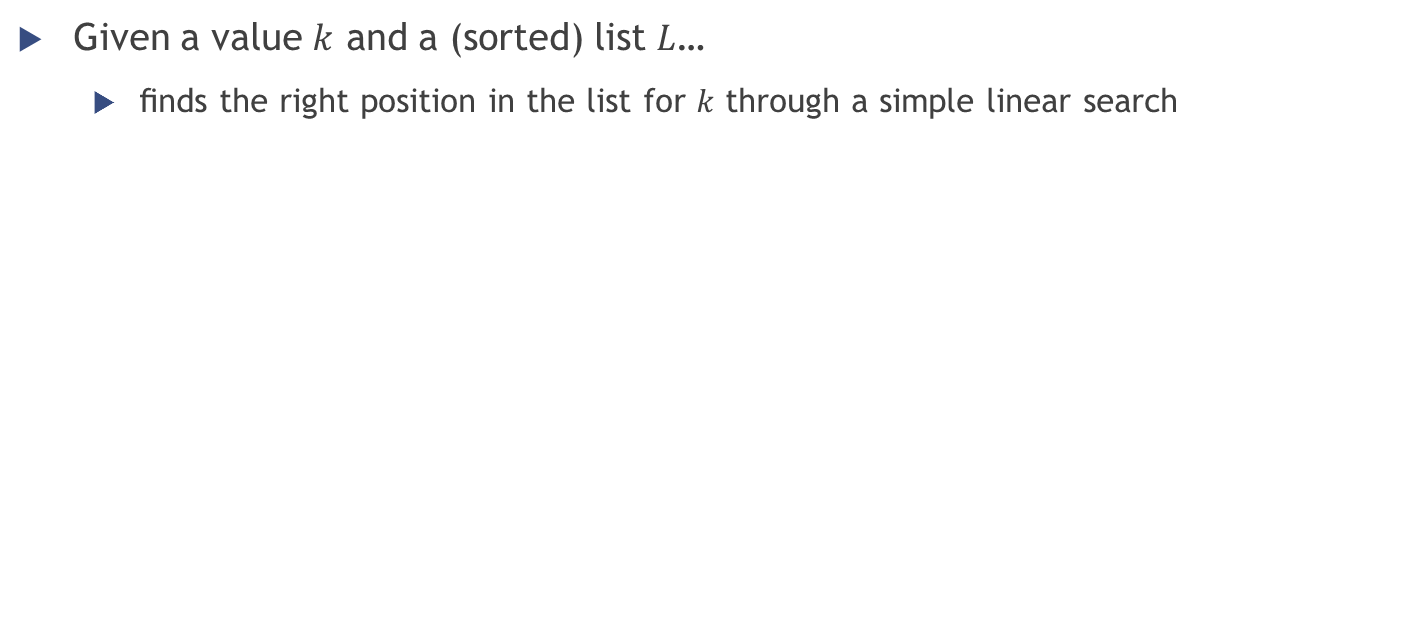 Given a value k and a (sorted) list L…
finds the right position in the list for k through a simple linear search